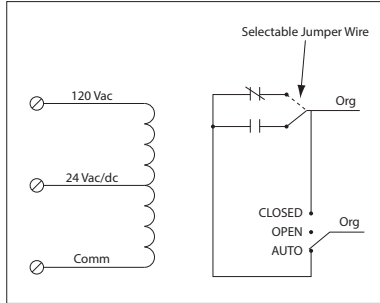 Selectable Jumper Wire
120 Vac
Org
24 Vac/dc
CLOSED
OPEN
Org
AUTO
Comm